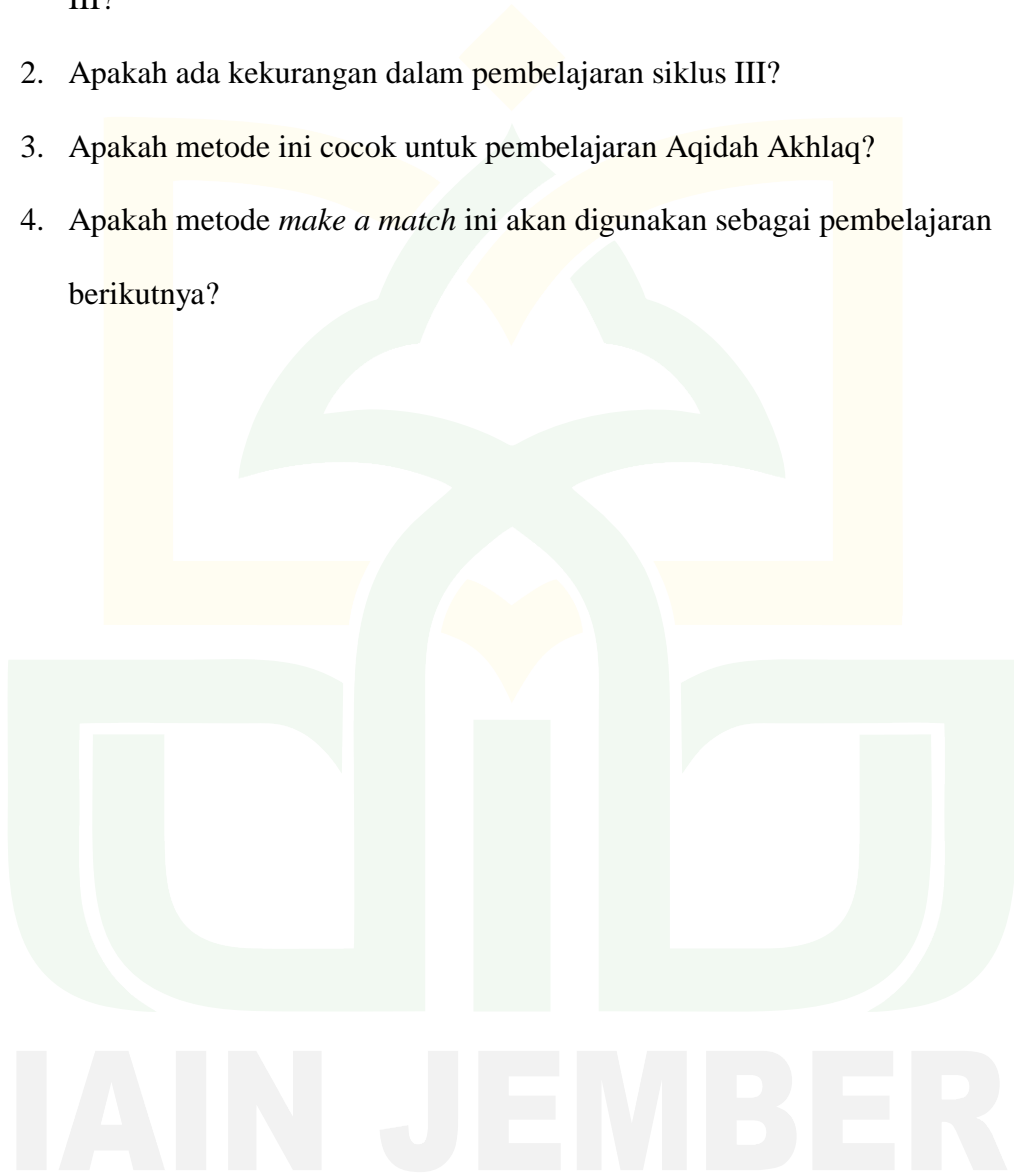 III?
2. Apakah ada kekurangan dalam pembelajaran siklus III?
3. Apakah metode ini cocok untuk pembelajaran Aqidah Akhlaq?
4. Apakah metode make a match ini akan digunakan sebagai pembelajaran
berikutnya?
IAIN JEMBER